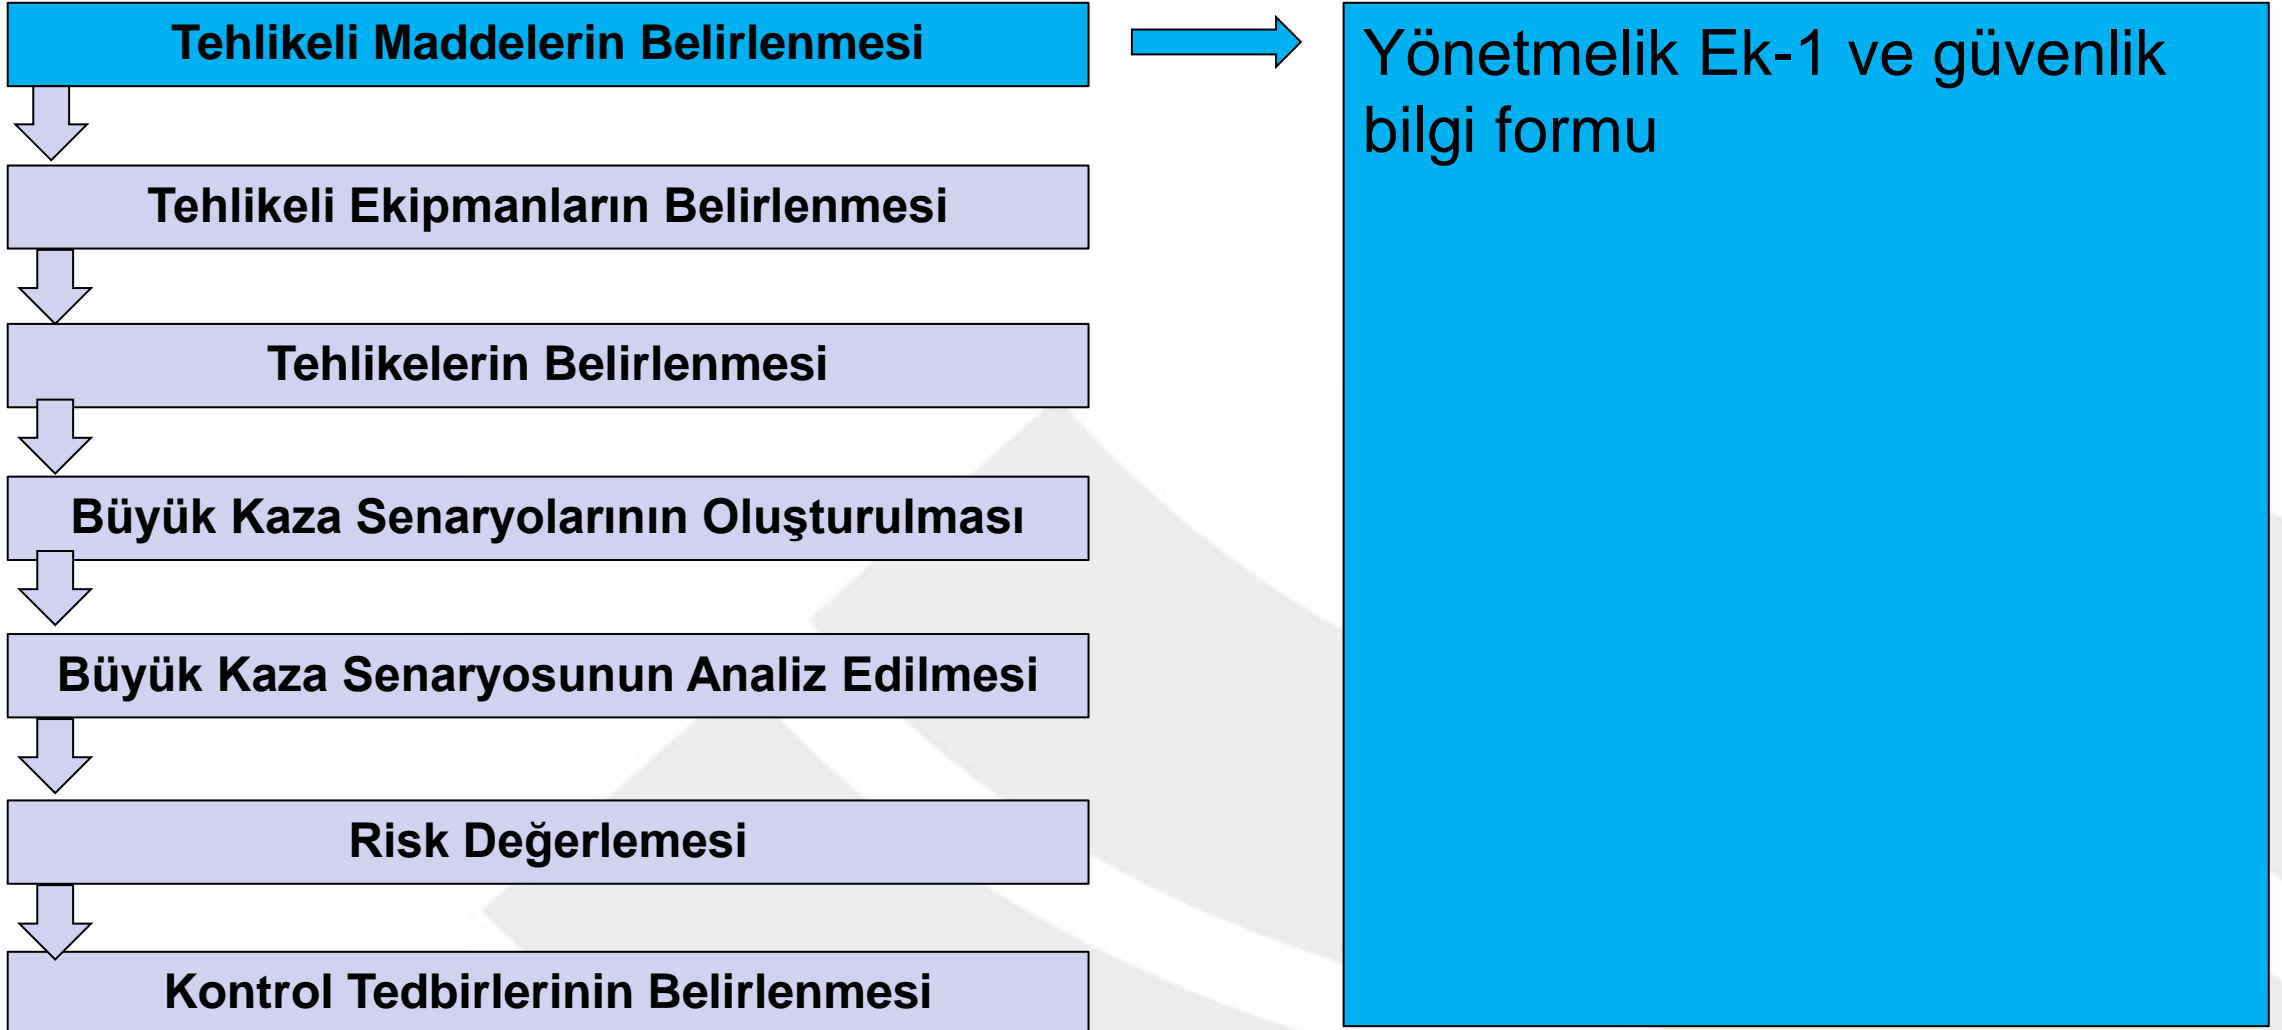 Tehlikeli Maddelerin Belirlenmesi
Tehlikeli Ekipmanların Belirlenmesi
Tehlikelerin Belirlenmesi
Büyük Kaza Senaryolarının Oluşturulması
Büyük Kaza Senaryosunun Analiz Edilmesi
Risk Değerlemesi
Kontrol Tedbirlerinin Belirlenmesi
Yönetmelik Ek-1 ve güvenlik
bilgi formu